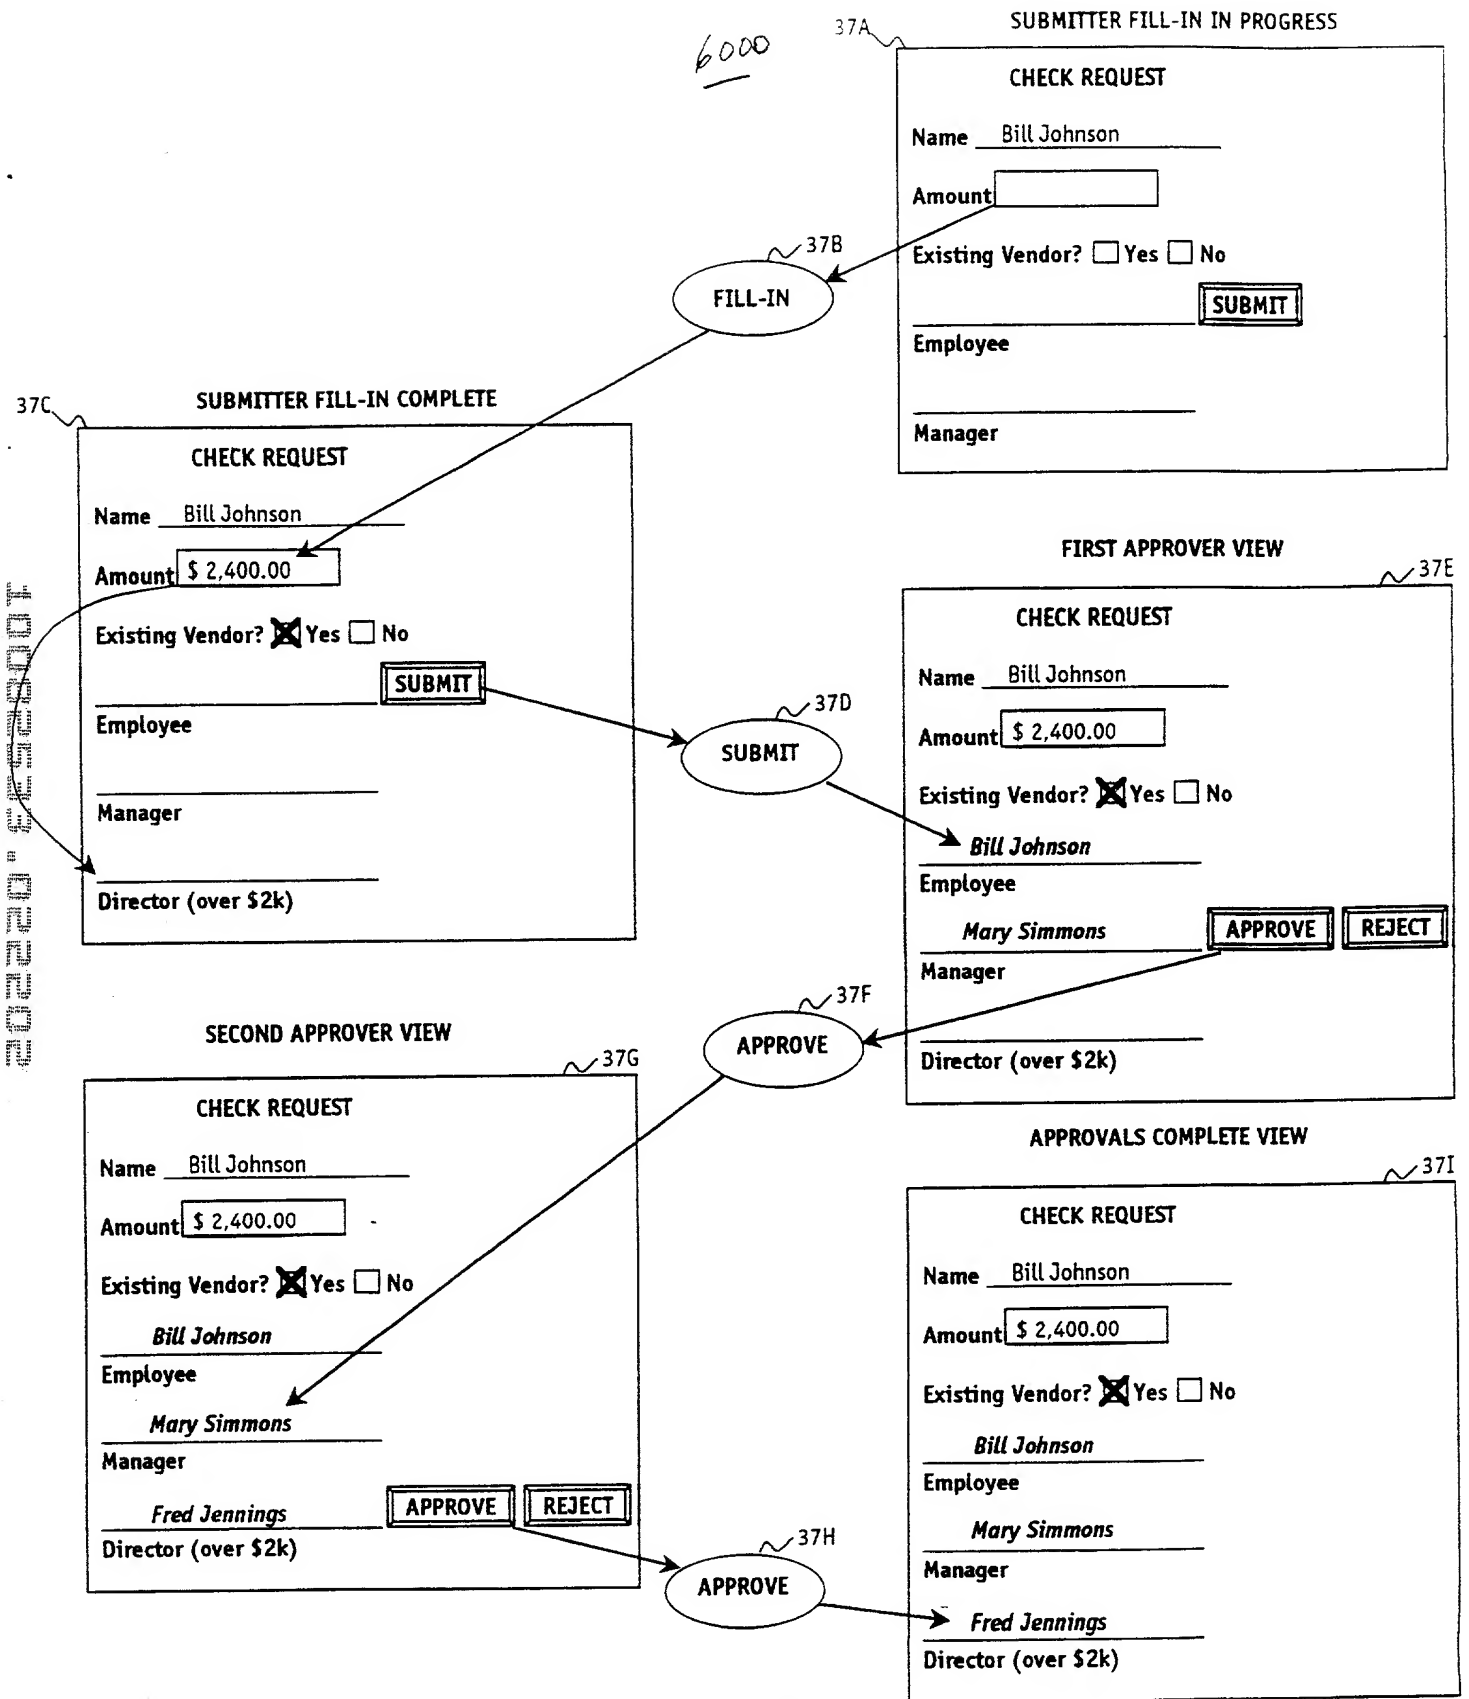 6000
37A
SUBMITTER FILL-IN IN PROGRESS
CHECK REQUEST
Name Bill Johnson
Amount
Existing Vendor? Yes No
SUBMIT
Employee
Manager
37B
FILL-IN
37C
SUBMITTER FILL-IN COMPLETE
CHECK REQUEST
Name Bill Johnson
Amount $ 2,400.00
Existing Vendor? Yes No
SUBMIT
Employee
Manager
Director (over $2k)
37D
SUBMIT
FIRST APPROVER VIEW
37E
CHECK REQUEST
Name Bill Johnson
Amount $ 2,400.00
Existing Vendor? Yes No
Bill Johnson
Employee
Mary Simmons APPROVE REJECT
Manager
Director (over $2k)
37F
APPROVE
SECOND APPROVER VIEW
37G
CHECK REQUEST
Name Bill Johnson
Amount $ 2,400.00
Existing Vendor? Yes No
Bill Johnson
Employee
Mary Simmons
Manager
Fred Jennings APPROVE REJECT
Director (over $2k)
37H
APPROVE
APPROVALS COMPLETE VIEW
37I
CHECK REQUEST
Name Bill Johnson
Amount $ 2,400.00
Existing Vendor? Yes No
Bill Johnson
Employee
Mary Simmons
Manager
Fred Jennings
Director (over $2k)
10082533.022202